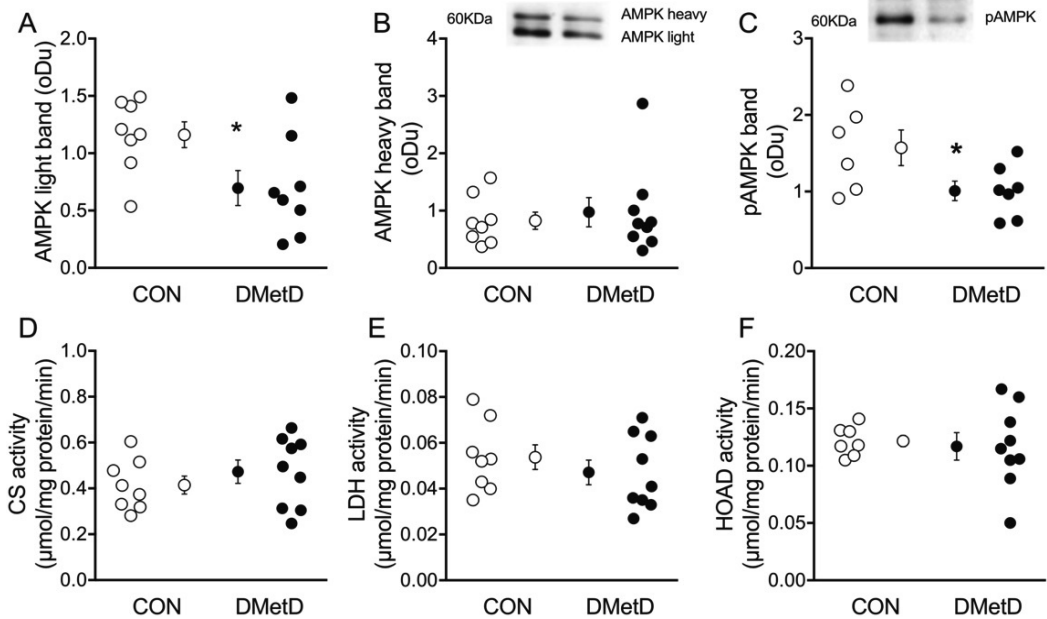 A
AMPK light band (oDu)
2.0
1.5
1.0
0.5
0.0
*
CON
DMetD
B
60KDa
AMPK heavy
AMPK light
AMPK heavy band
(oDu)
4
3
2
1
0
CON
DMetD
C
60KDa
pAMPK
pAMPK band
(oDu)
3
2
1
0
*
CON
DMetD
D
CS activity
(µmol/mg protein/min)
1.0
0.8
0.6
0.4
0.2
0.0
CON
DMetD
E
LDH activity
(µmol/mg protein/min)
0.10
0.08
0.06
0.04
0.02
0.00
CON
DMetD
F
HOAD activity
(µmol/mg protein/min)
0.20
0.15
0.10
0.05
0.00
CON
DMetD